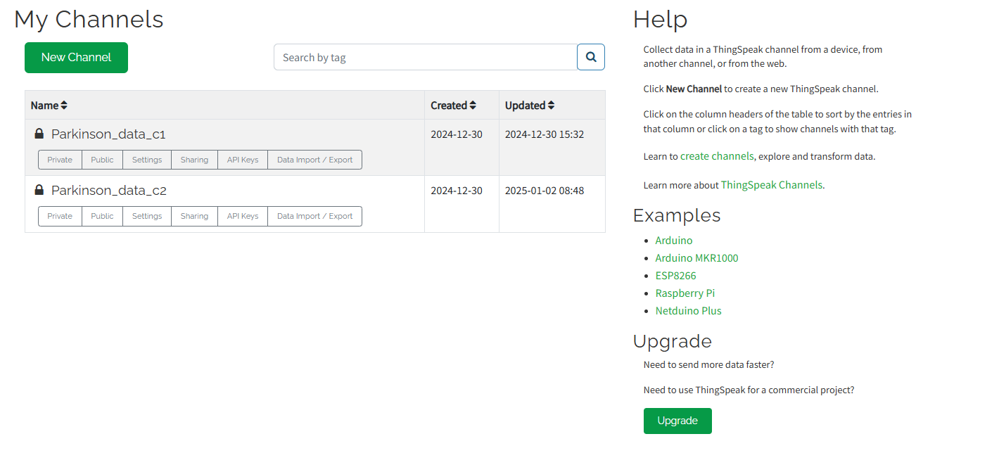 My Channels
New Channel
Search by tag
Name Created Updated
Parkinson_data_c1 2024-12-30 2024-12-30 15:32
Private Public Settings Sharing API Keys Data Import / Export
Parkinson_data_c2 2024-12-30 2025-01-02 08:48
Private Public Settings Sharing API Keys Data Import / Export
Help
Collect data in a ThingSpeak channel from a device, from
another channel, or from the web.
Click New Channel to create a new ThingSpeak channel.
Click on the column headers of the table to sort by the entries in
that column or click on a tag to show channels with that tag.
Learn to create channels, explore and transform data.
Learn more about ThingSpeak Channels.
Examples
Arduino
Arduino MKR1000
ESP8266
Raspberry Pi
Netduino Plus
Upgrade
Need to send more data faster?
Need to use ThingSpeak for a commercial project?
Upgrade